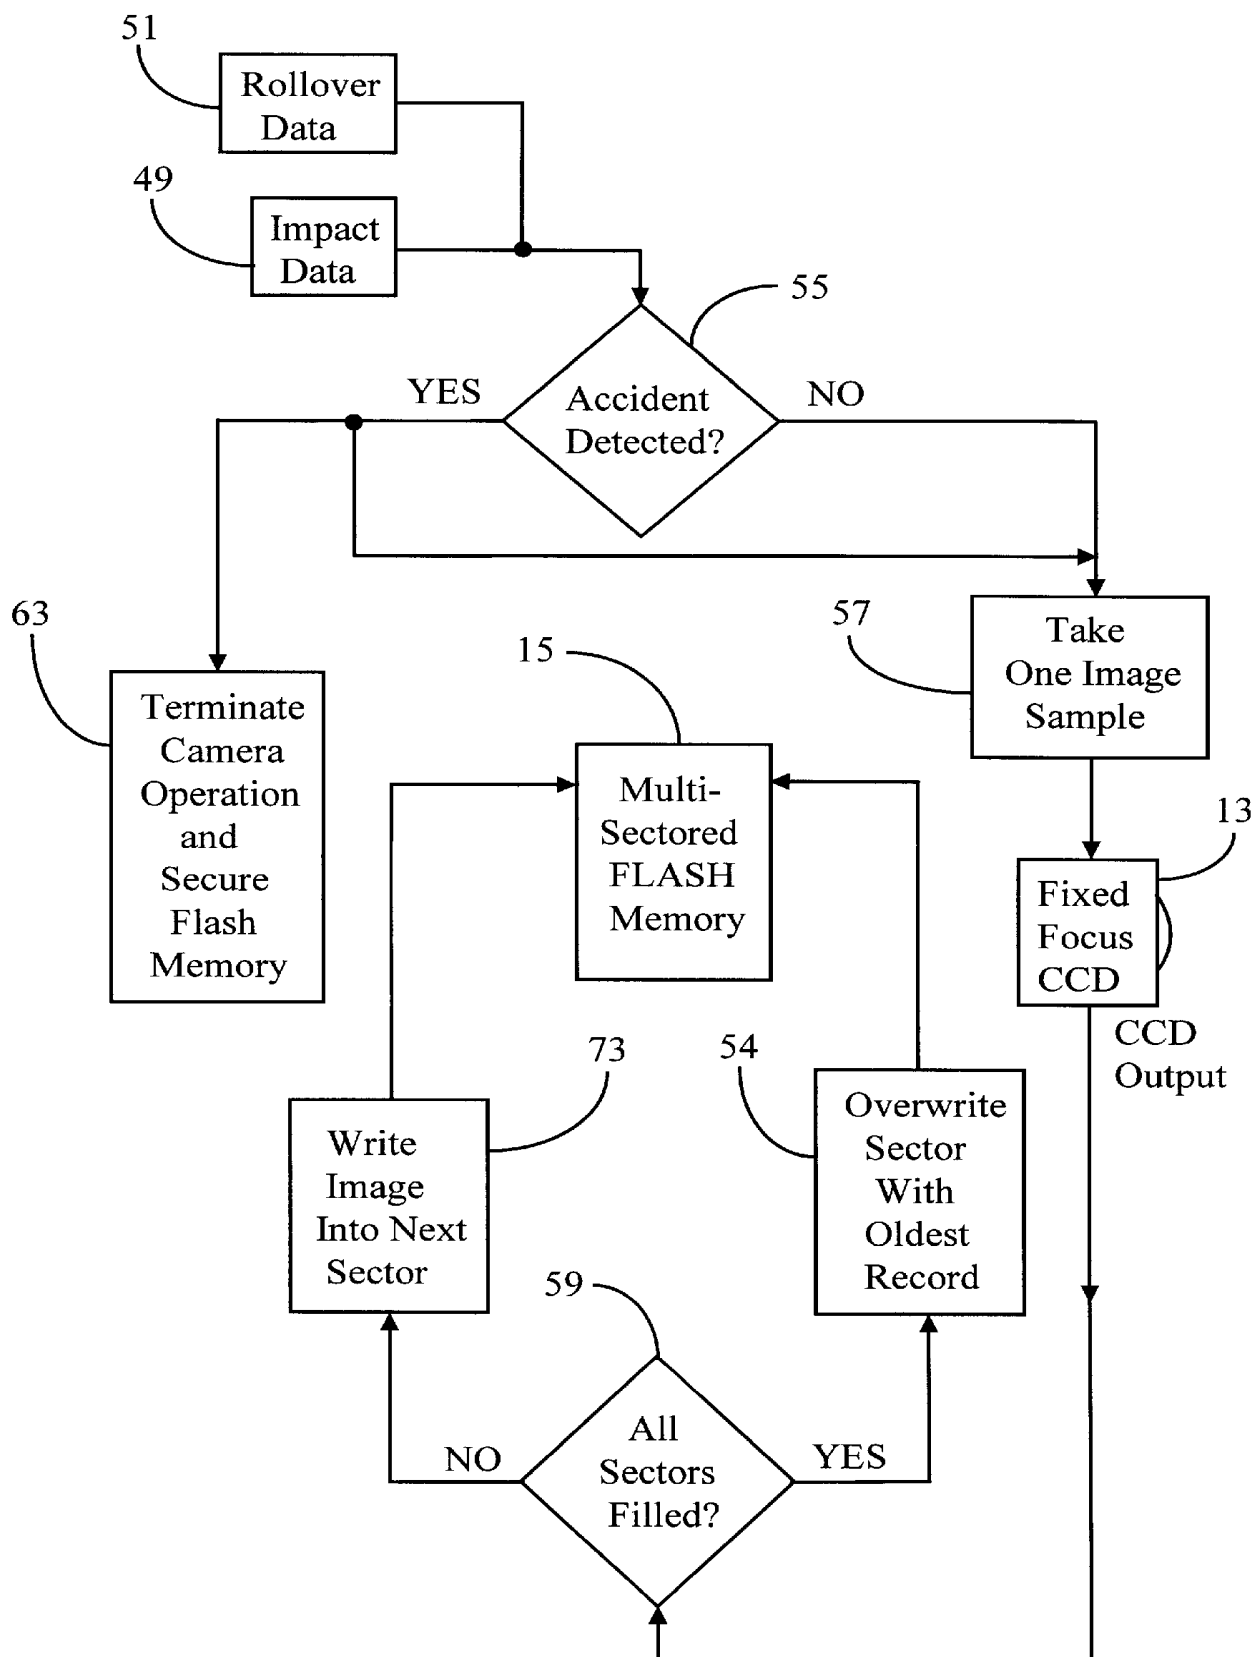 51
Rollover
Data
49
Impact
Data
55
YES
NO
Accident
Detected?
63
Terminate
Camera
Operation
and
Secure
Flash
Memory
15
Multi-
Sectored
FLASH
Memory
57
Take
One Image
Sample
13
Fixed
Focus
CCD
CCD
Output
73
Write
Image
Into Next
Sector
54
Overwrite
Sector
With
Oldest
Record
59
All
Sectors
Filled?
NO
YES